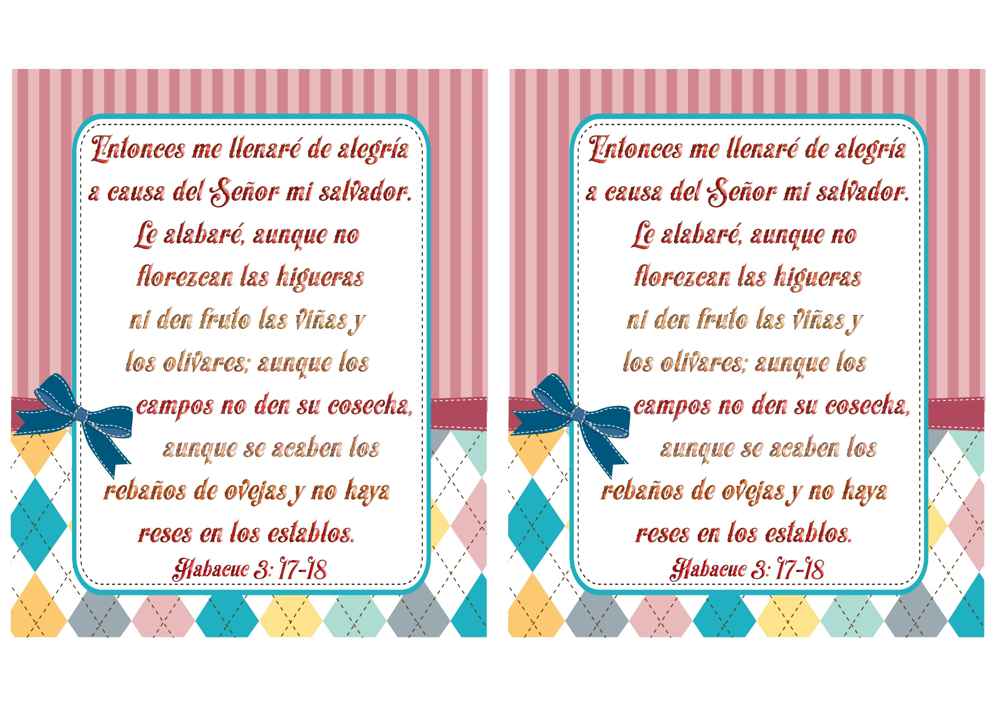 Entonces me llenaré de alegría
a causa del Señor mi salvador.
Le alabaré, aunque no
florezcan las higueras
ni den fruto las viñas y
los olivares; aunque los
campos no den su cosecha,
aunque se acaben los
rebaños de ovejas y no haya
reses en los establos.
Habacuc 3: 17-18
Entonces me llenaré de alegría
a causa del Señor mi salvador.
Le alabaré, aunque no
florezcan las higueras
ni den fruto las viñas y
los olivares; aunque los
campos no den su cosecha,
aunque se acaben los
rebaños de ovejas y no haya
reses en los establos.
Habacuc 3: 17-18